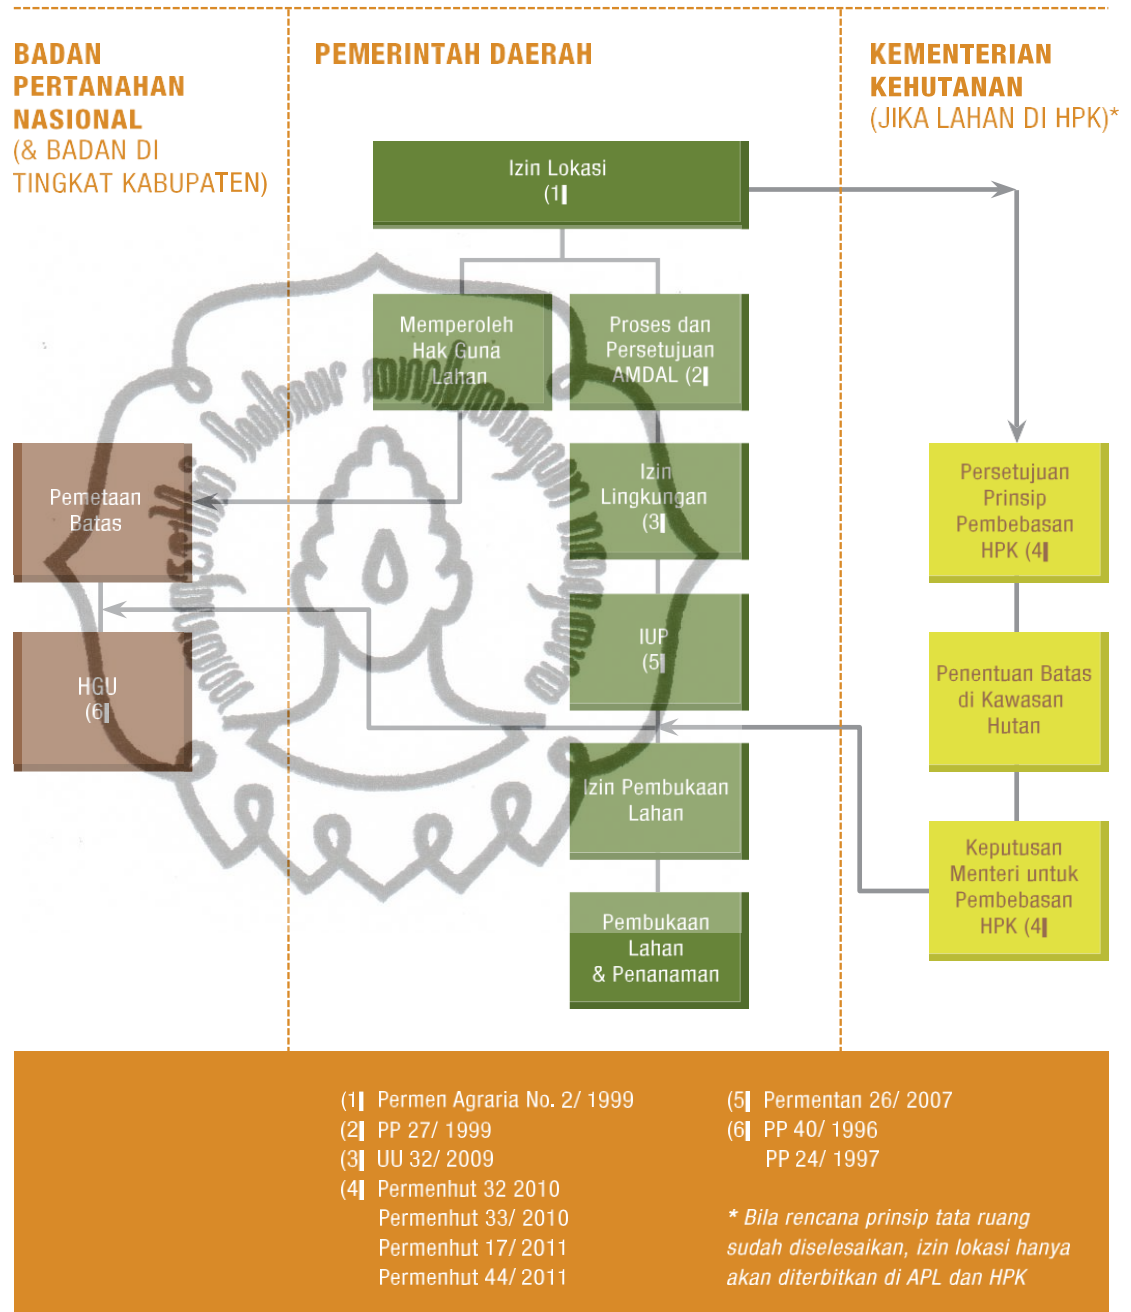 BADAN
PERTANAHAN
NASIONAL
(& BADAN DI
TINGKAT KABUPATEN)
PEMERINTAH DAERAH
KEMENTERIAN
KEHUTANAN
(JIKA LAHAN DI HPK)*
Izin Lokasi
(1)
Memperoleh
Hak Guna
Lahan
Proses dan
Persetujuan
AMDAL (2)
Pemetaan
Batas
Izin
Lingkungan
(3)
Persetujuan
Prinsip
Pembebasan
HPK (4)
HGU
(6)
IUP
(5)
Penentuan Batas
di Kawasan
Hutan
Izin Pembukaan
Lahan
Keputusan
Menteri untuk
Pembebasan
HPK (4)
Pembukaan
Lahan
& Penanaman
(1) Permen Agraria No. 2/ 1999
(2) PP 27/ 1999
(3) UU 32/ 2009
(4) Permenhut 32 2010
Permenhut 33/ 2010
Permenhut 17/ 2011
Permenhut 44/ 2011
(5) Permentan 26/ 2007
(6) PP 40/ 1996
PP 24/ 1997
* Bila rencana prinsip tata ruang
sudah diselesaikan, izin lokasi hanya
akan diterbitkan di APL dan HPK